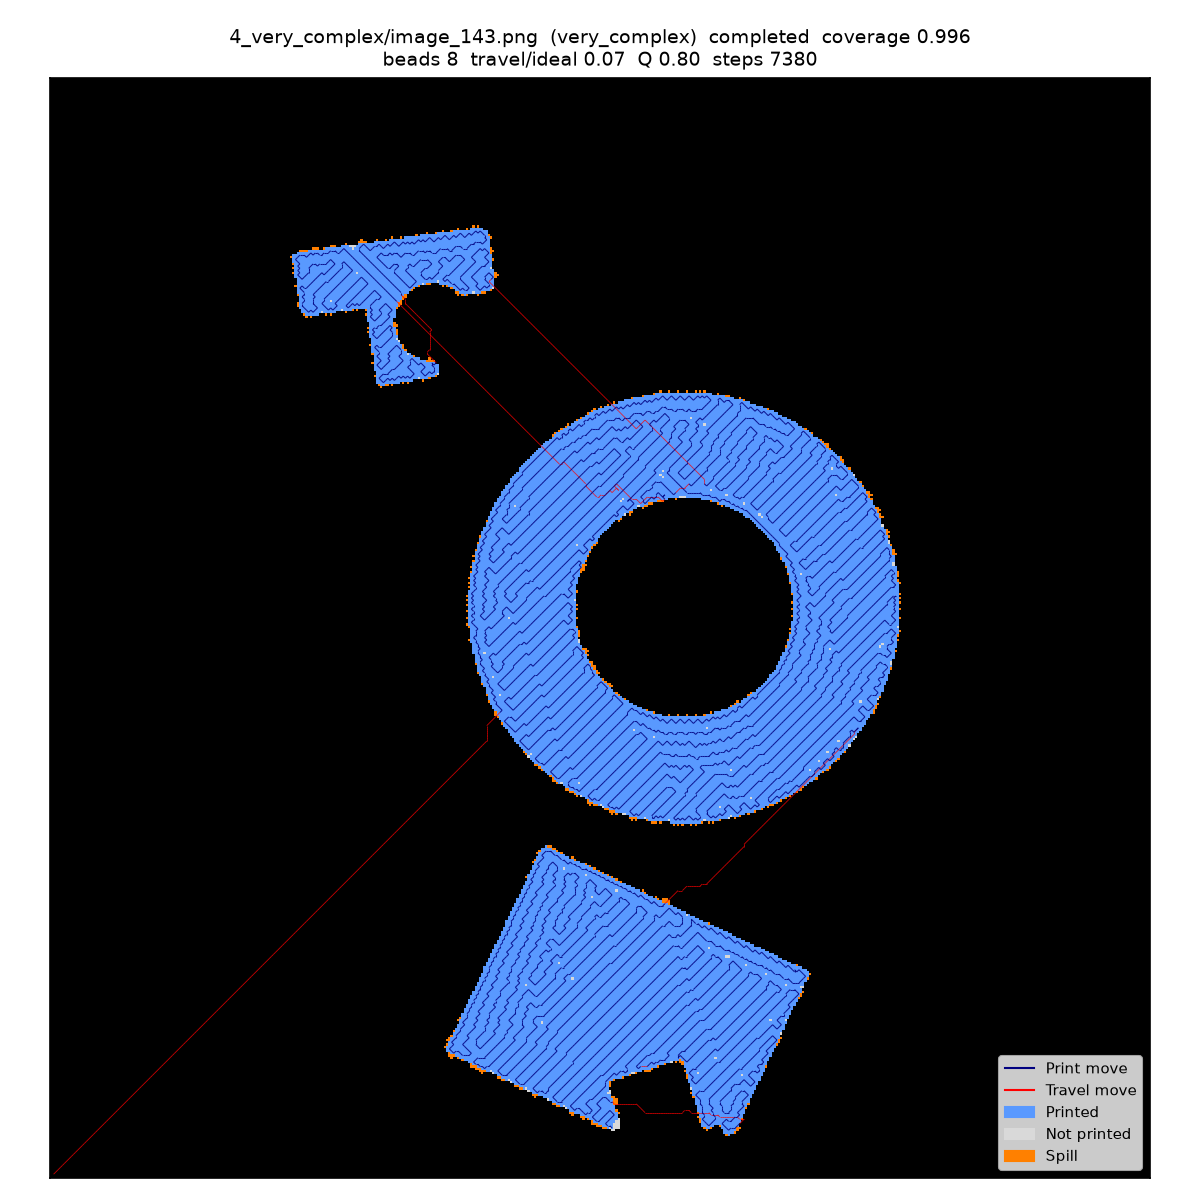 4_very_complex/image_143.png  (very_complex)  completed  coverage 0.996
beads 8  travel/ideal 0.07  Q 0.80  steps 7380
Print move
Travel move
Printed
Not printed
Spill